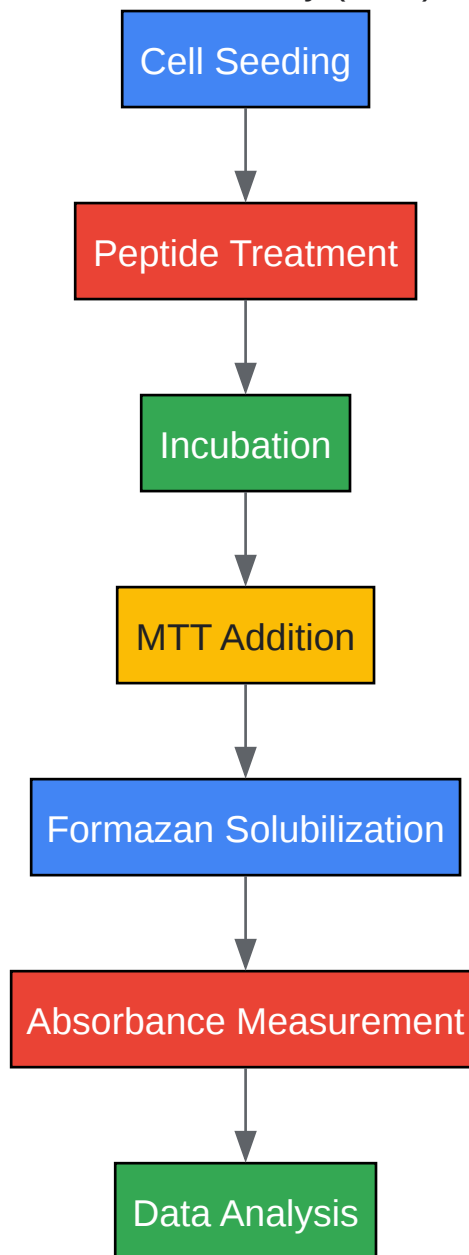 Cell Seeding
Peptide Treatment
Incubation
MTT Addition
Formazan Solubilization
Absorbance Measurement
Data Analysis